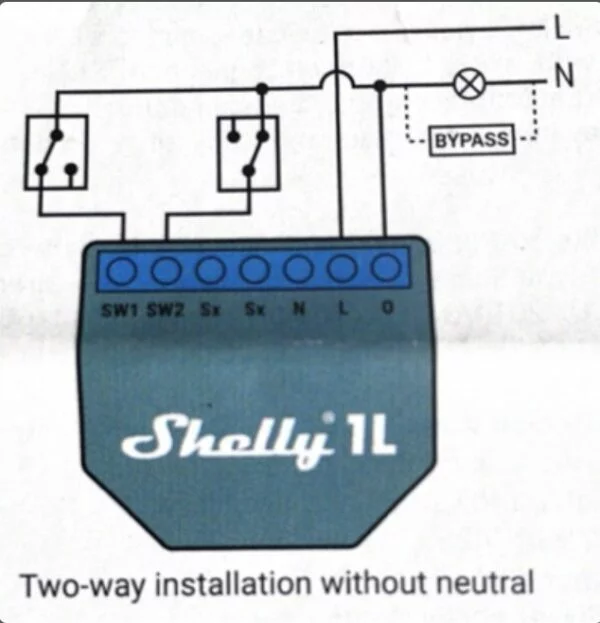 L
N
BYPASS
SW1 SW2 Sx Sx N L O
Shelly® 1L
Two-way installation without neutral